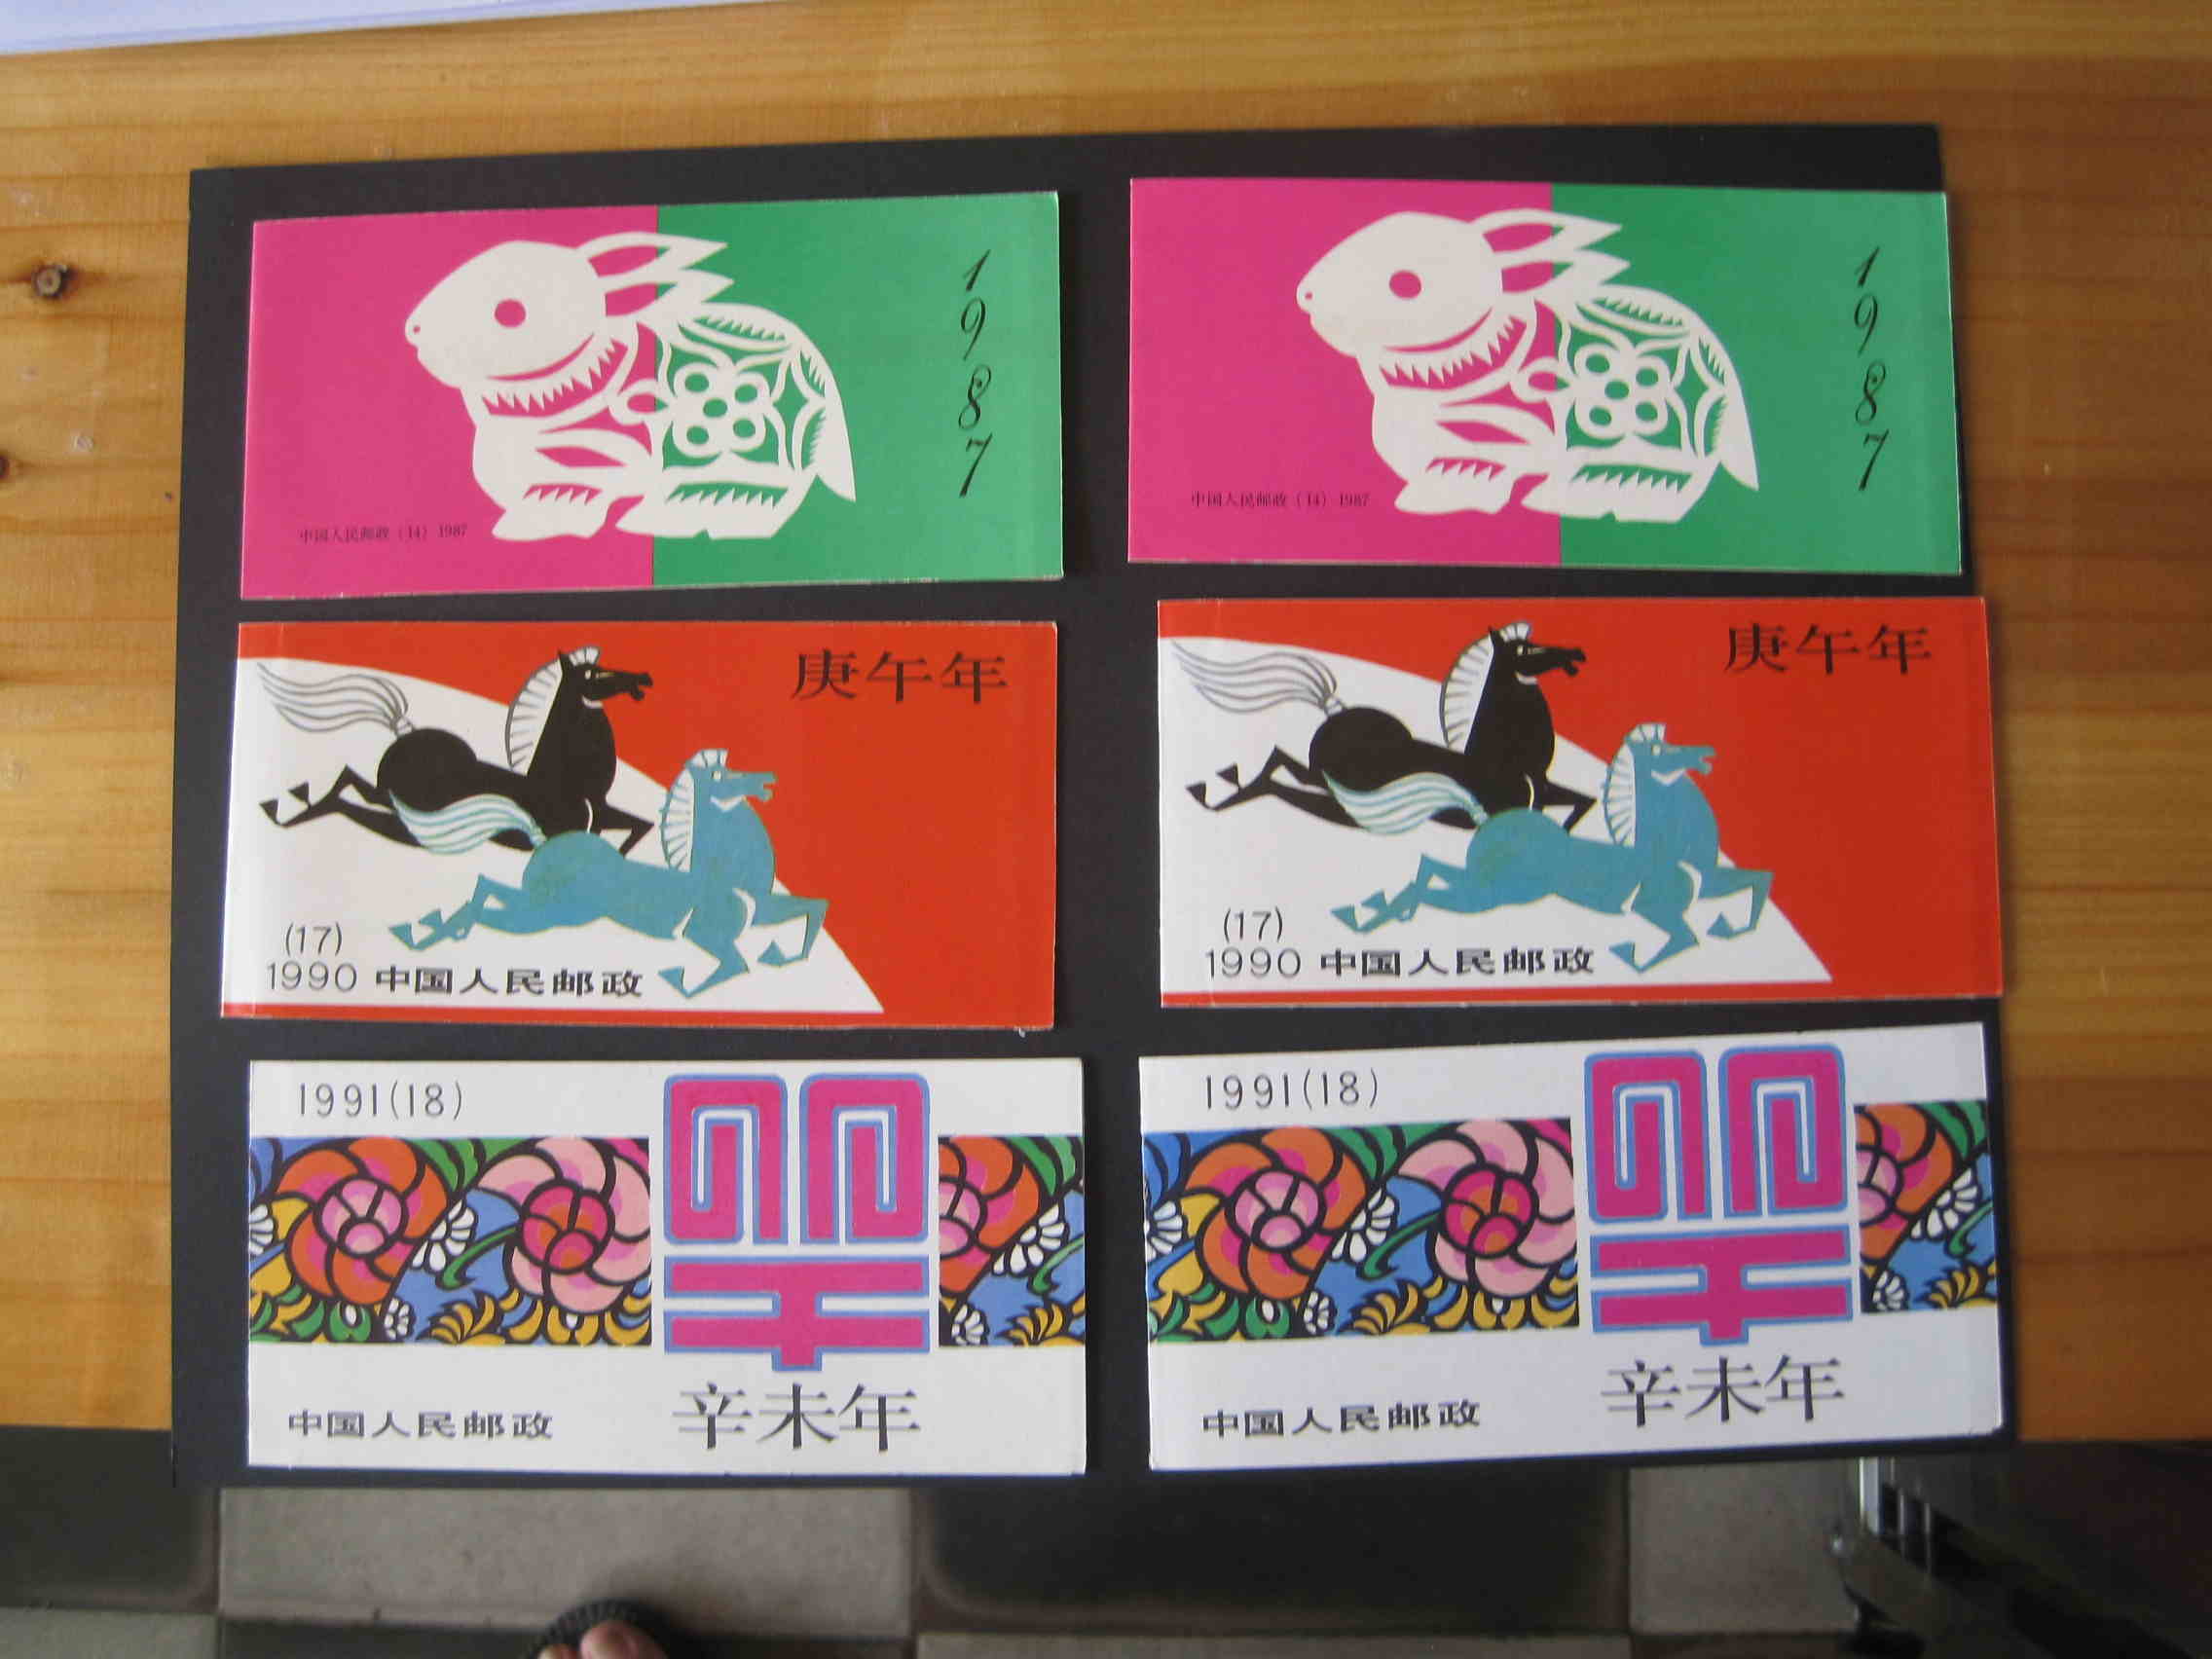 1987
中国人民邮政（14）1987
1987
中国人民邮政（14）1987
庚午年
(17)
1990 中国人民邮政
庚午年
(17)
1990 中国人民邮政
1991(18)
辛未年
中国人民邮政
1991(18)
辛未年
中国人民邮政